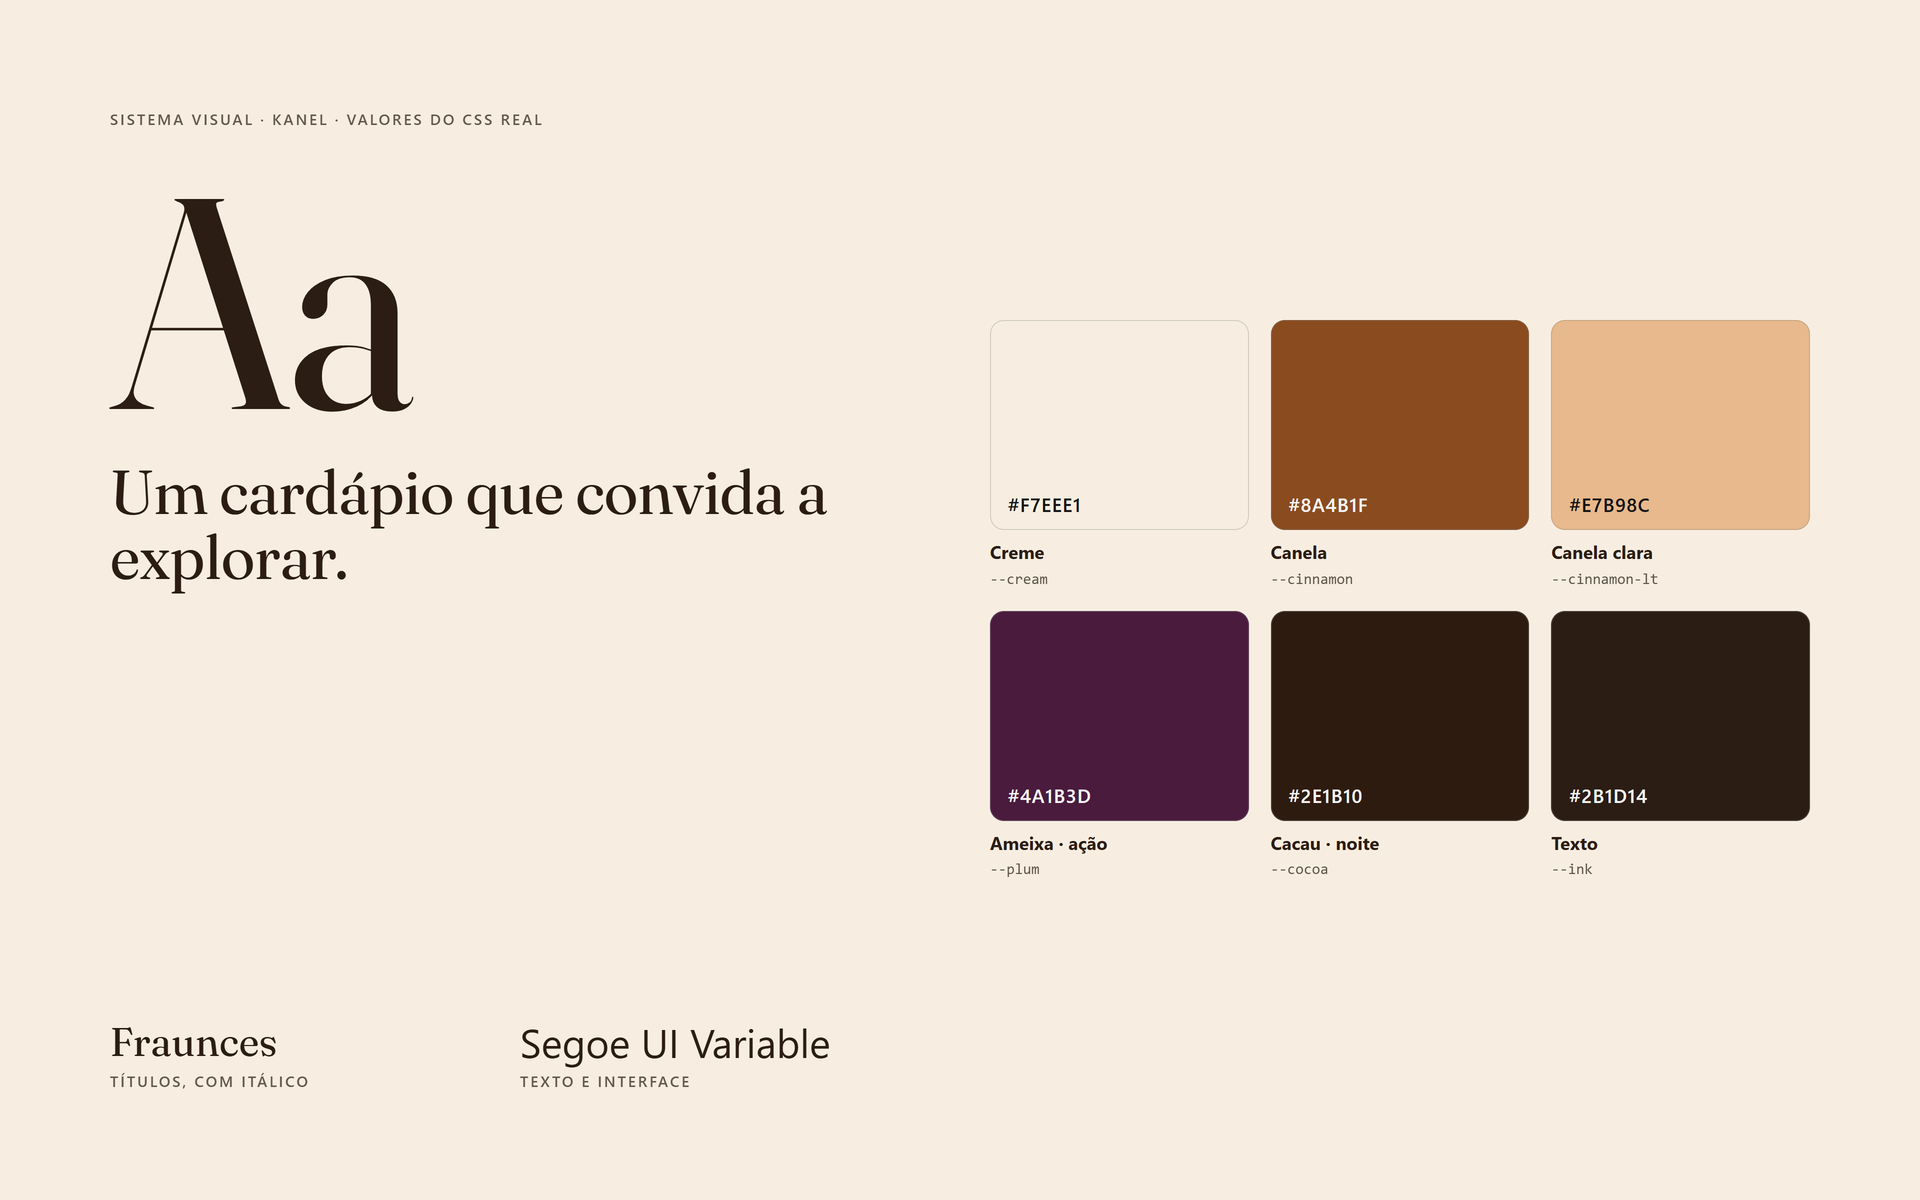 SISTEMA VISUAL · KANEL · VALORES DO CSS REAL
Aa
Um cardápio que convida a
explorar.
#F7EEE1
Creme
--cream
#8A4B1F
Canela
--cinnamon
#E7B98C
Canela clara
--cinnamon-lt
#4A1B3D
Ameixa · ação
--plum
#2E1B10
Cacau · noite
--cocoa
#2B1D14
Texto
--ink
Fraunces
TÍTULOS, COM ITÁLICO
Segoe UI Variable
TEXTO E INTERFACE